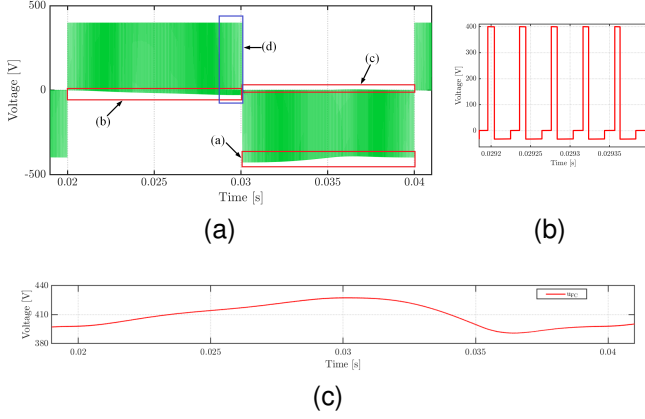 500
0
-500
Voltage [V]
(d)
(c)
(b)
(a)
0.02 0.025 0.03 0.035 0.04
Time [s]
(a)
400
300
200
100
0
Voltage [V]
0.0292 0.02925 0.0293 0.02935
Time [s]
(b)
440
400
380
Voltage [V]
uFC
0.02 0.025 0.03 0.035 0.04
Time [s]
(c)